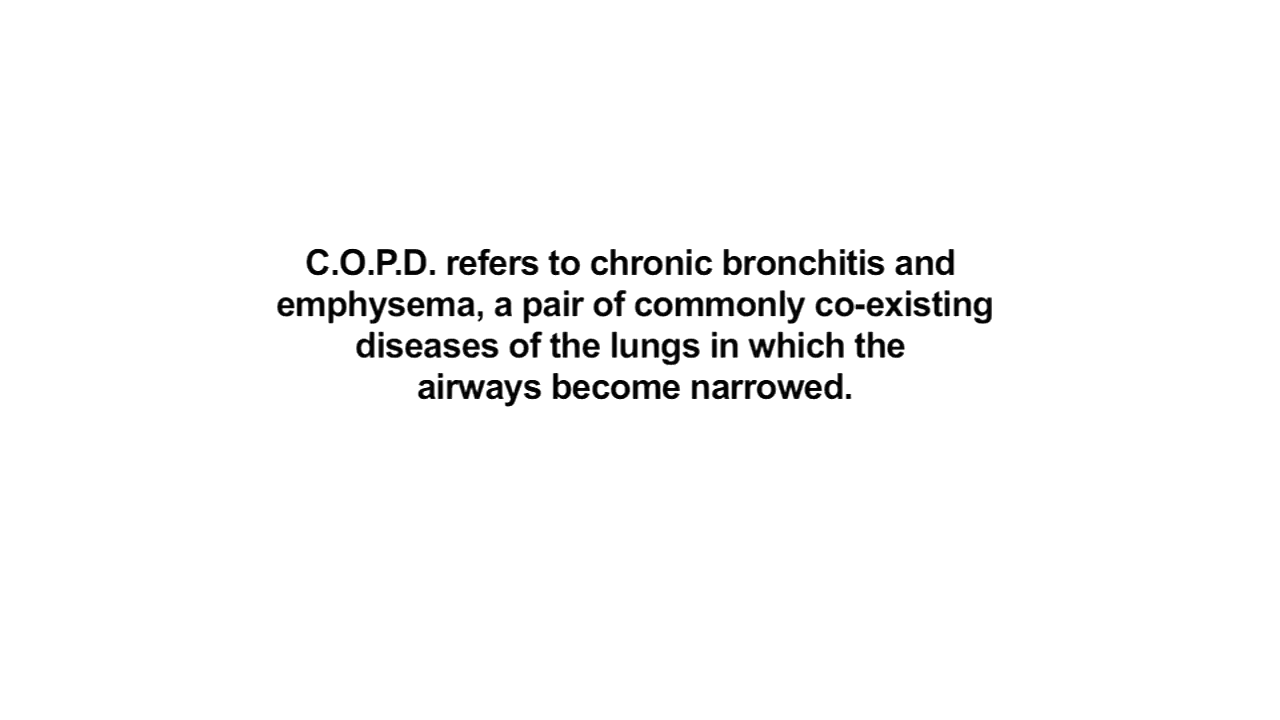 C.O.P.D. refers to chronic bronchitis and
emphysema, a pair of commonly co-existing
diseases of the lungs in which the
airways become narrowed.